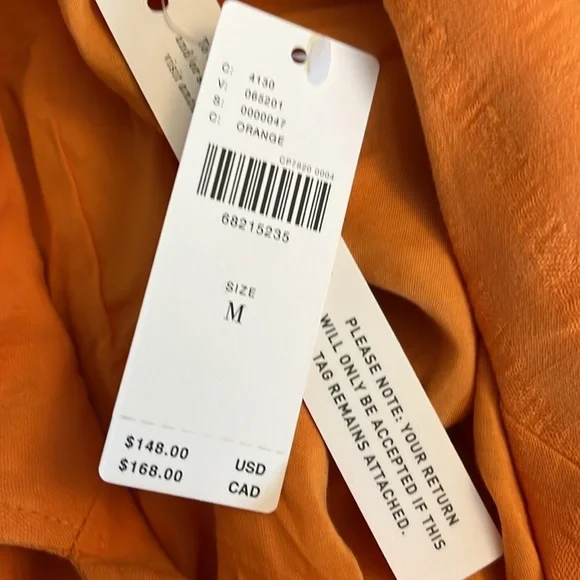 C: 4130
V: 065201
S: 0000047
C: ORANGE
CP7820 0004
68215235
SIZE
M
$148.00 USD
$168.00 CAD
PLEASE NOTE: YOUR RETURN
WILL ONLY BE ACCEPTED IF THIS
TAG REMAINS ATTACHED.